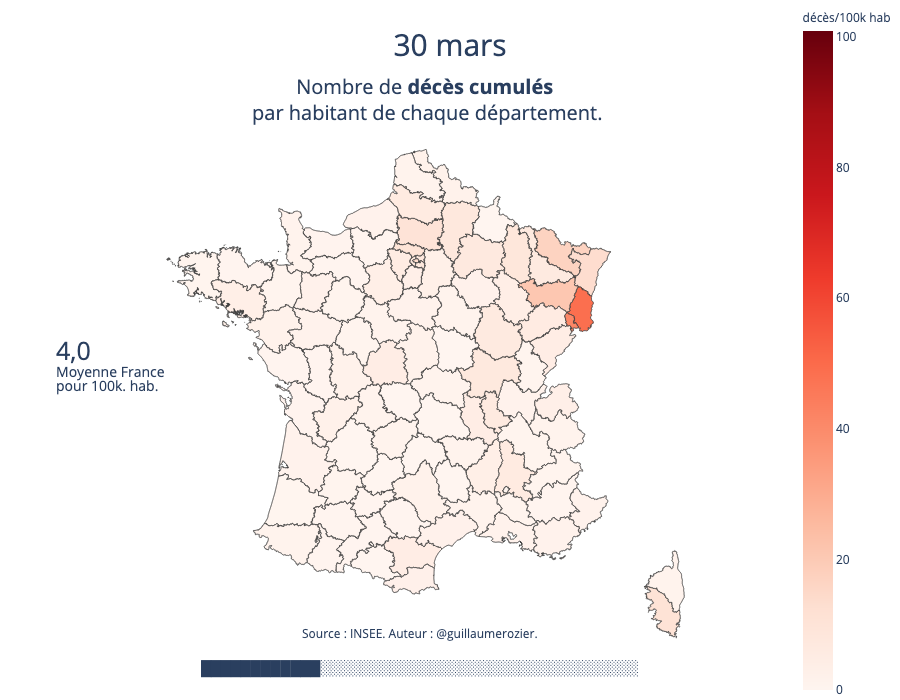 décès/100k hab
30 mars
Nombre de décès cumulés
par habitant de chaque département.
100
80
60
40
20
0
4,0
Moyenne France
pour 100k. hab.
Source : INSEE. Auteur : @guillaumerozier.